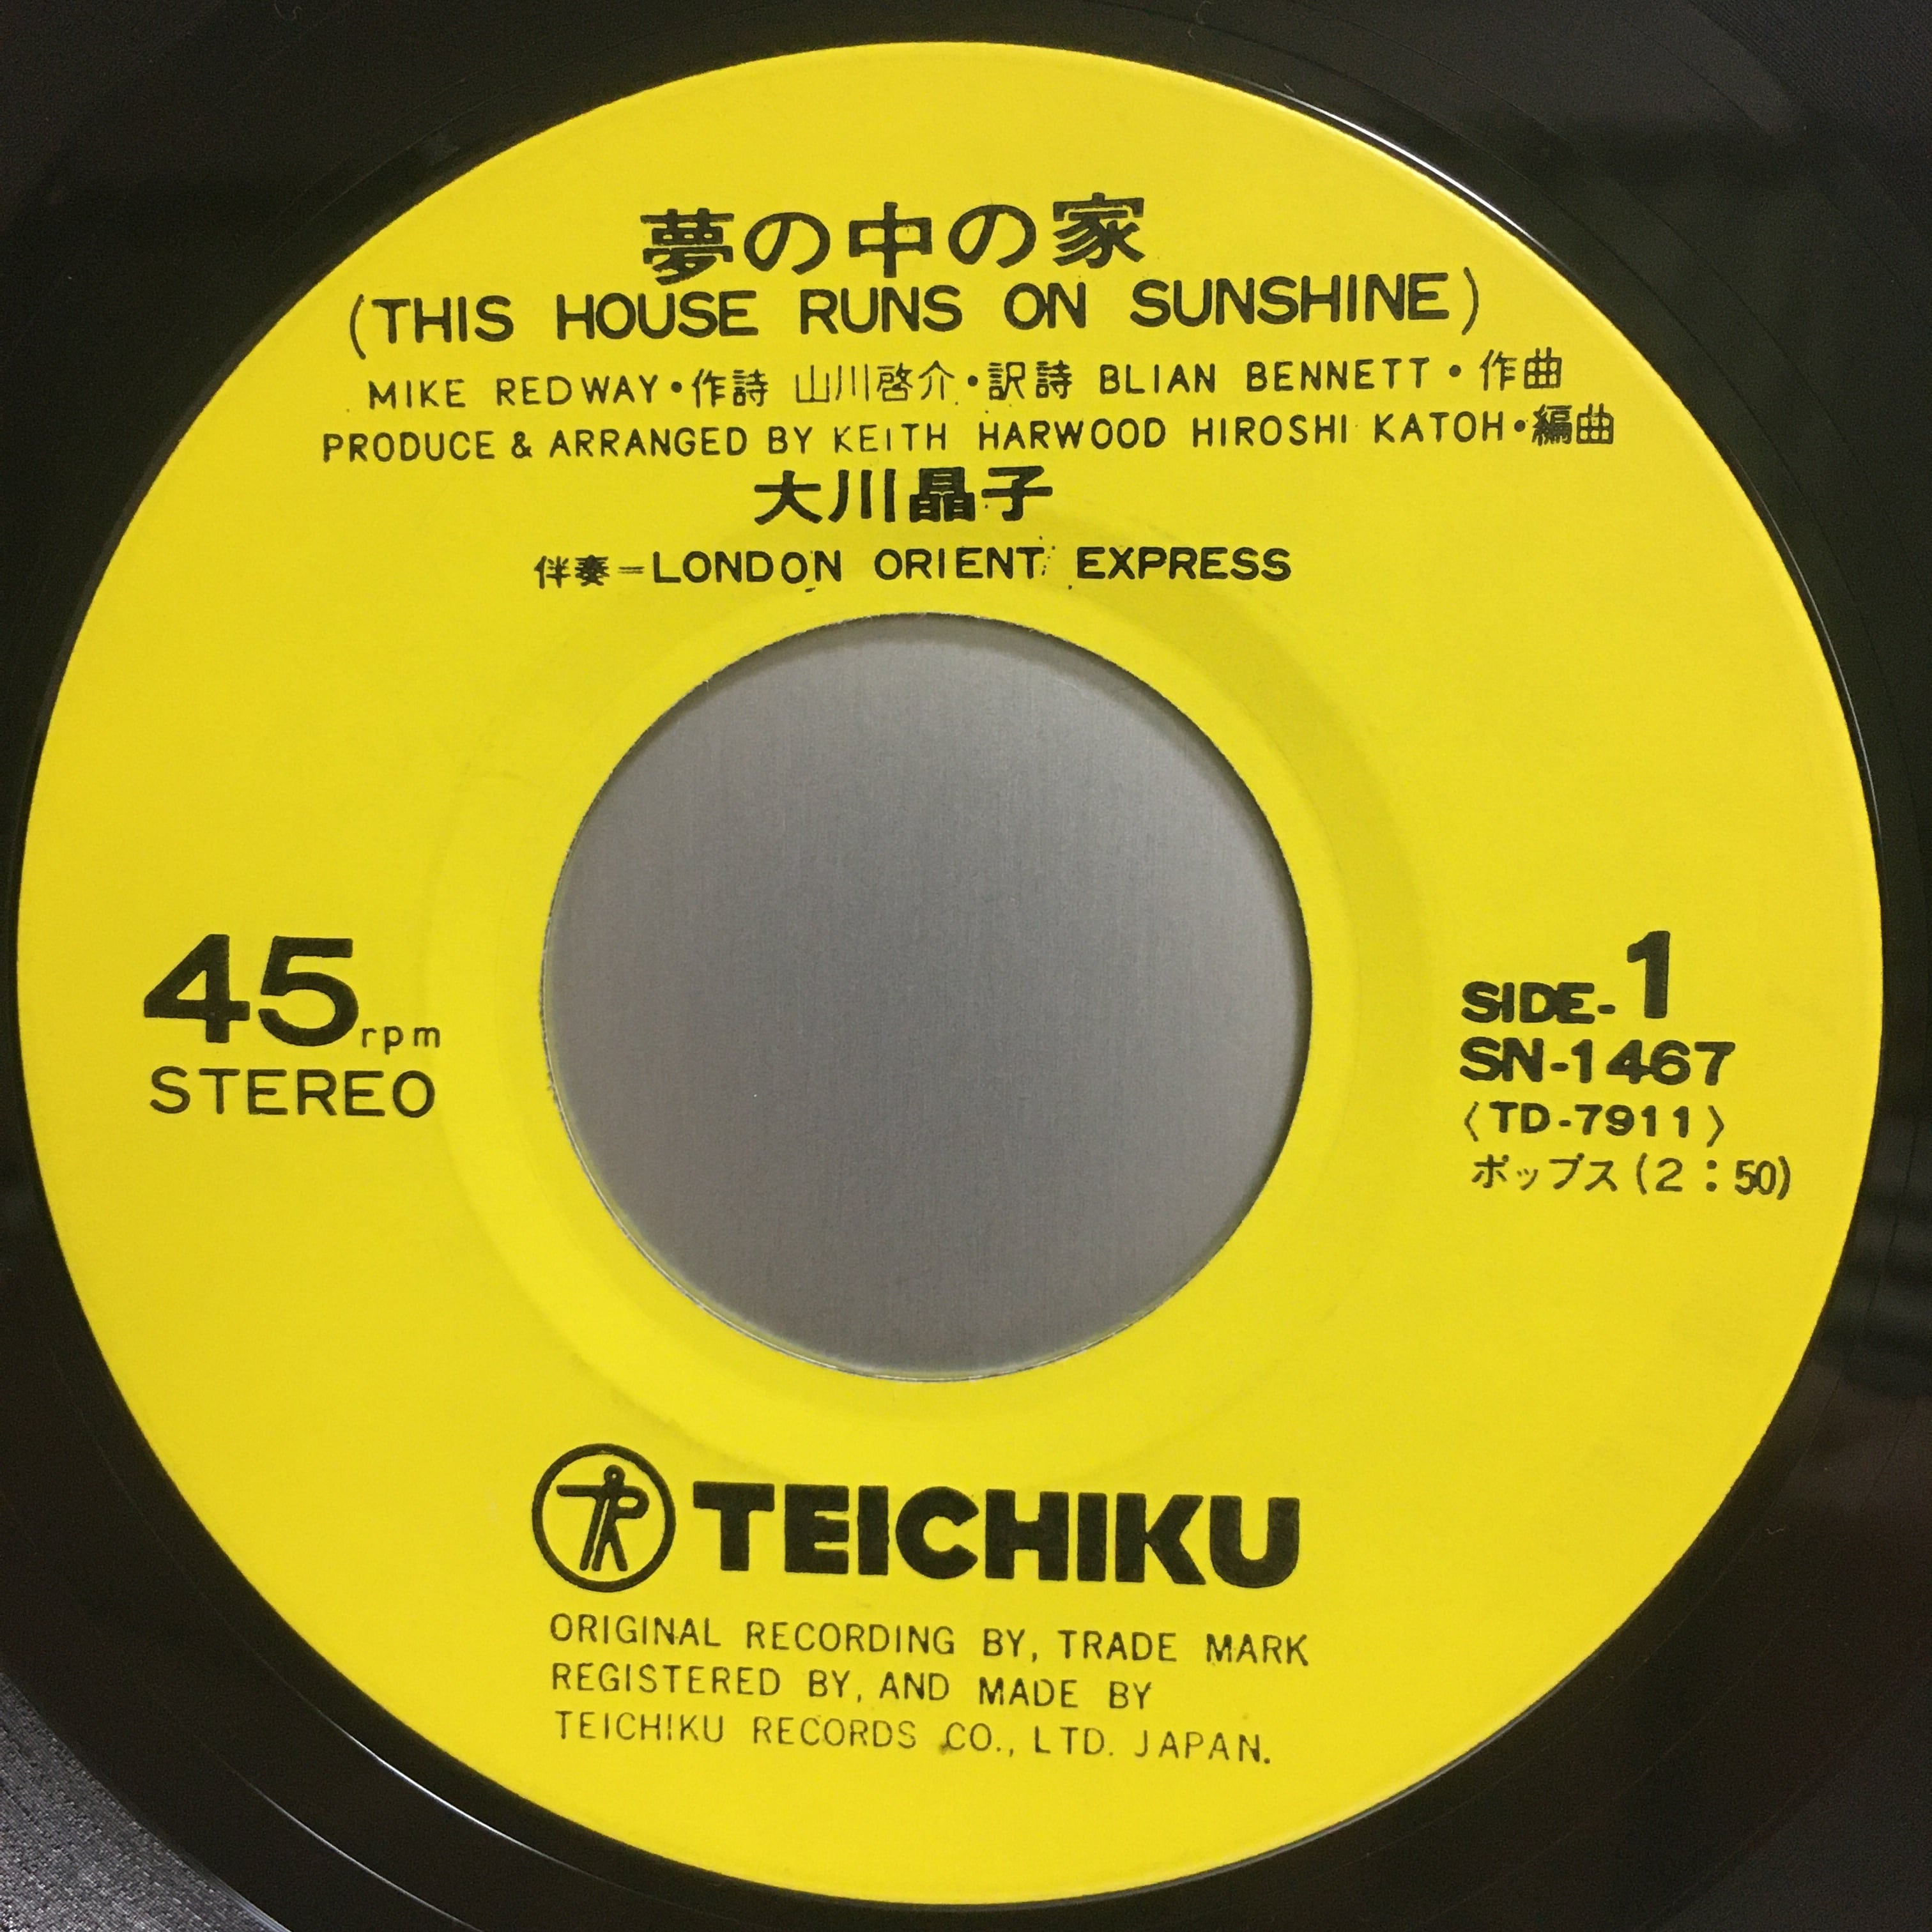 夢の中の家
(THIS HOUSE RUNS ON SUNSHINE)
MIKE REDWAY・作詩 山川啓介・訳詩 BLIAN BENNETT・作曲
PRODUCE & ARRANGED BY KEITH HARWOOD HIROSHI KATOH・編曲
大川晶子
伴奏=LONDON ORIENT EXPRESS
45rpm
STEREO
SIDE-1
SN-1467
〈TD-7911〉
ポップス(2:50)
TEICHIKU
ORIGINAL RECORDING BY, TRADE MARK
REGISTERED BY, AND MADE BY
TEICHIKU RECORDS CO., LTD. JAPAN.